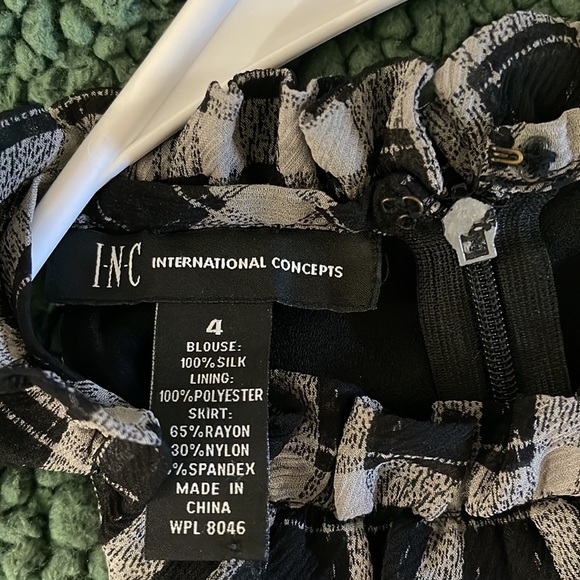 I·N·C INTERNATIONAL CONCEPTS
4
BLOUSE:
100%SILK
LINING:
100%POLYESTER
SKIRT:
65%RAYON
30%NYLON
%SPANDEX
MADE IN
CHINA
WPL 8046